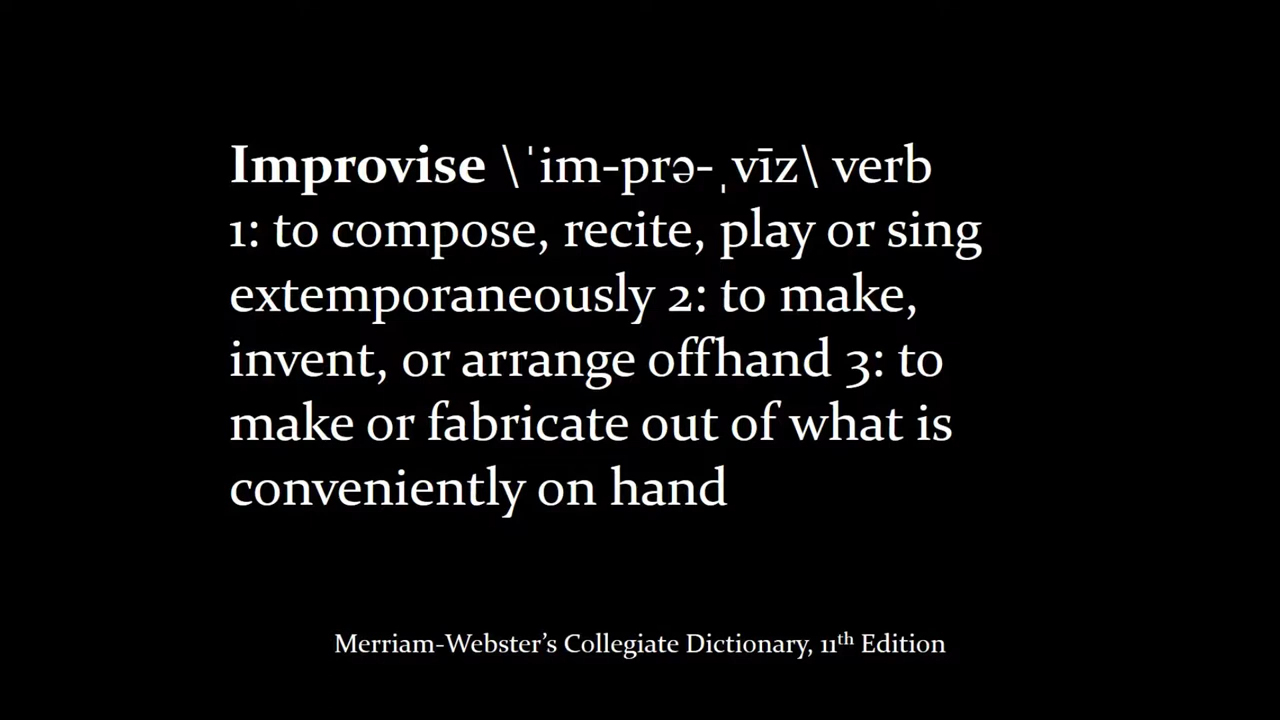 Improvise \ˈim-prə-ˌvīz\ verb
1: to compose, recite, play or sing
extemporaneously 2: to make,
invent, or arrange offhand 3: to
make or fabricate out of what is
conveniently on hand
Merriam-Webster’s Collegiate Dictionary, 11th Edition